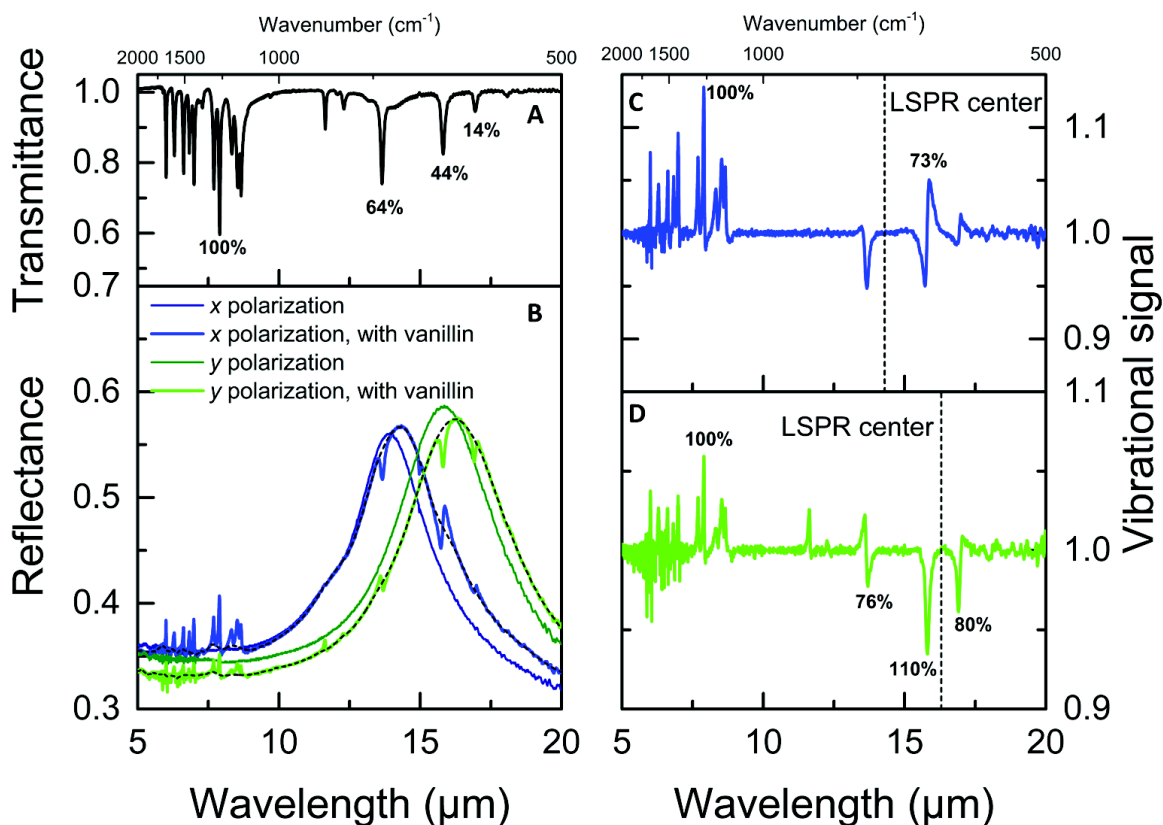 Wavenumber (cm-1)
2000 1500 1000 500
Transmittance
1.0
0.8
0.6
0.7
A
100%
64%
44%
14%
Reflectance
0.6
0.5
0.4
0.3
B
x polarization
x polarization, with vanillin
y polarization
y polarization, with vanillin
5 10 15 20
Wavelength (μm)
Wavenumber (cm-1)
2000 1500 1000 500
C
100%
LSPR center
73%
1.1
1.0
0.9
Vibrational signal
D
LSPR center
100%
76%
110%
80%
1.1
1.0
0.9
5 10 15 20
Wavelength (μm)